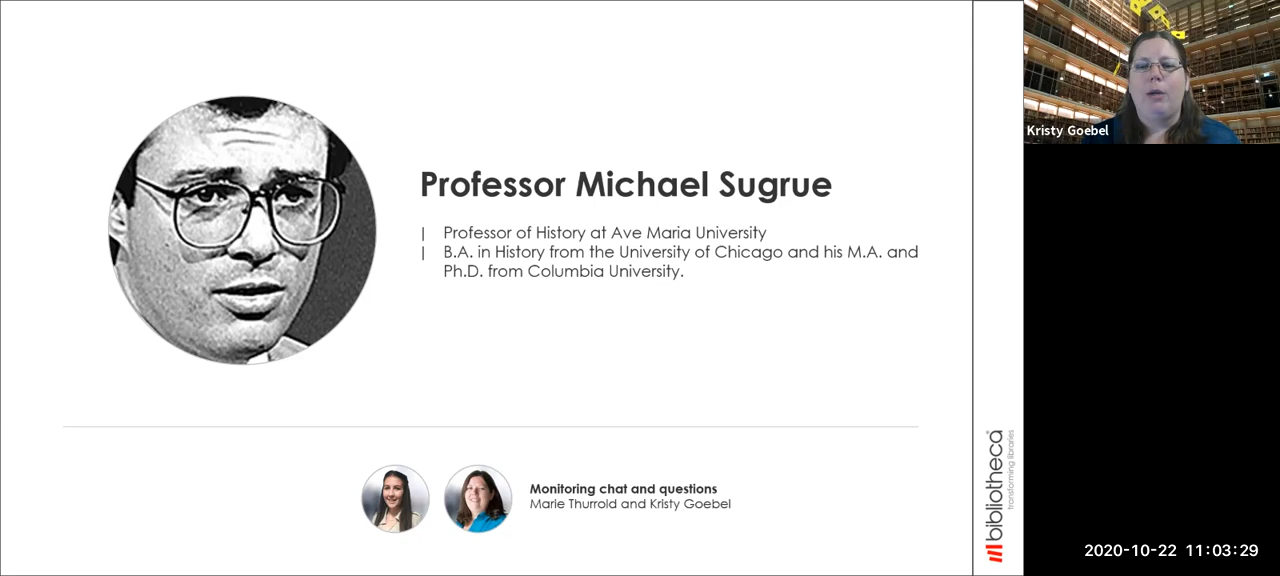 Professor Michael Sugrue
| Professor of History at Ave Maria University
| B.A. in History from the University of Chicago and his M.A. and
Ph.D. from Columbia University.
Monitoring chat and questions
Marie Thurrold and Kristy Goebel
bibliotheca®
transforming libraries
Kristy Goebel
2020-10-22 11:03:29